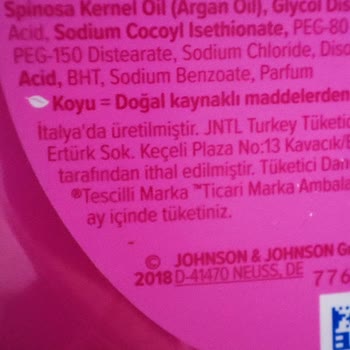 Spinosa Kernel Oil (Argan Oil), Glycol Dis
Acid, Sodium Cocoyl Isethionate, PEG-80
PEG-150 Distearate, Sodium Chloride, Diso
Acid, BHT, Sodium Benzoate, Parfum
Koyu = Doğal kaynaklı maddelerden
İtalya'da üretilmiştir. JNTL Turkey Tüketic
Ertürk Sok. Keçeli Plaza No:13 Kavacık/B
tarafından ithal edilmiştir. Tüketici Dan
®Tescilli Marka ™Ticari Marka Ambala
ay içinde tüketiniz.
© JOHNSON & JOHNSON G
2018 D-41470 NEUSS, DE
776